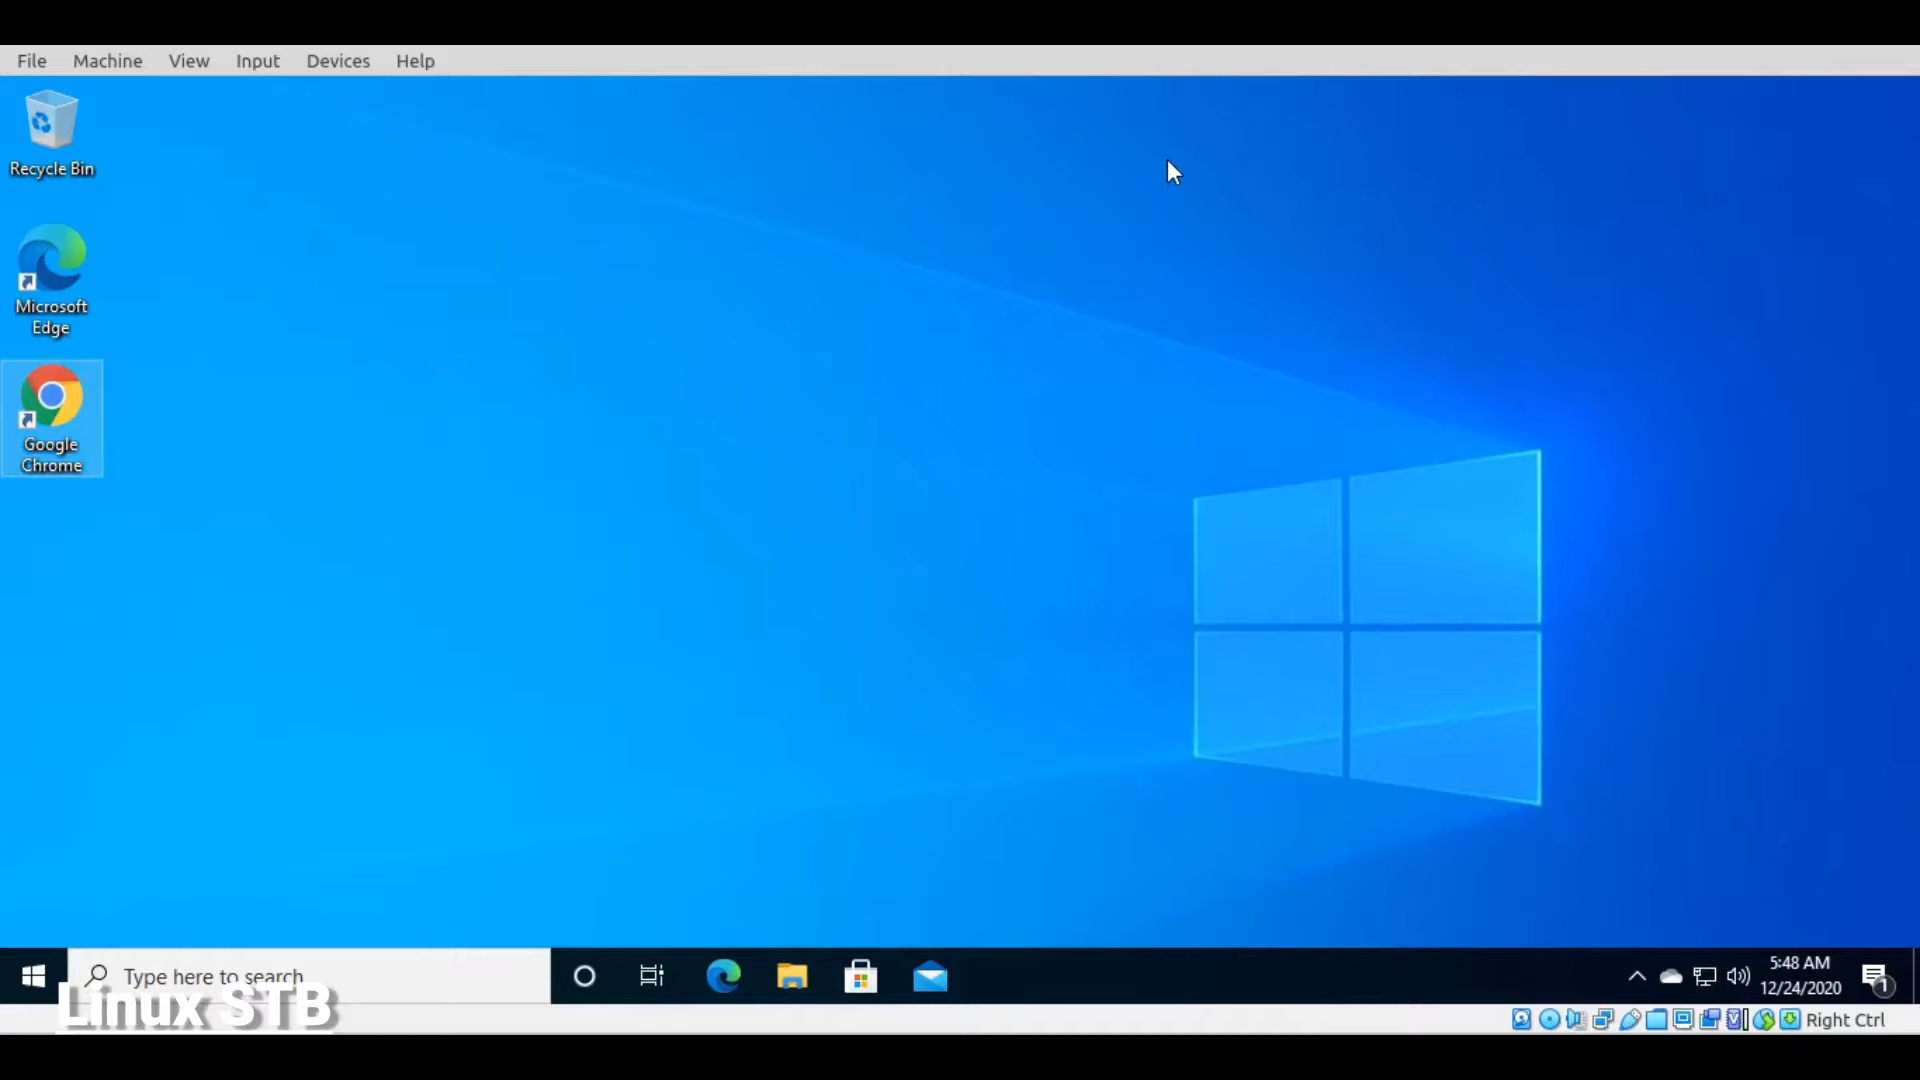 File Machine View Input Devices Help
Recycle Bin
Microsoft
Edge
Google
Chrome
Type here to search
5:48 AM
12/24/2020
1
Linux STB
Right Ctrl